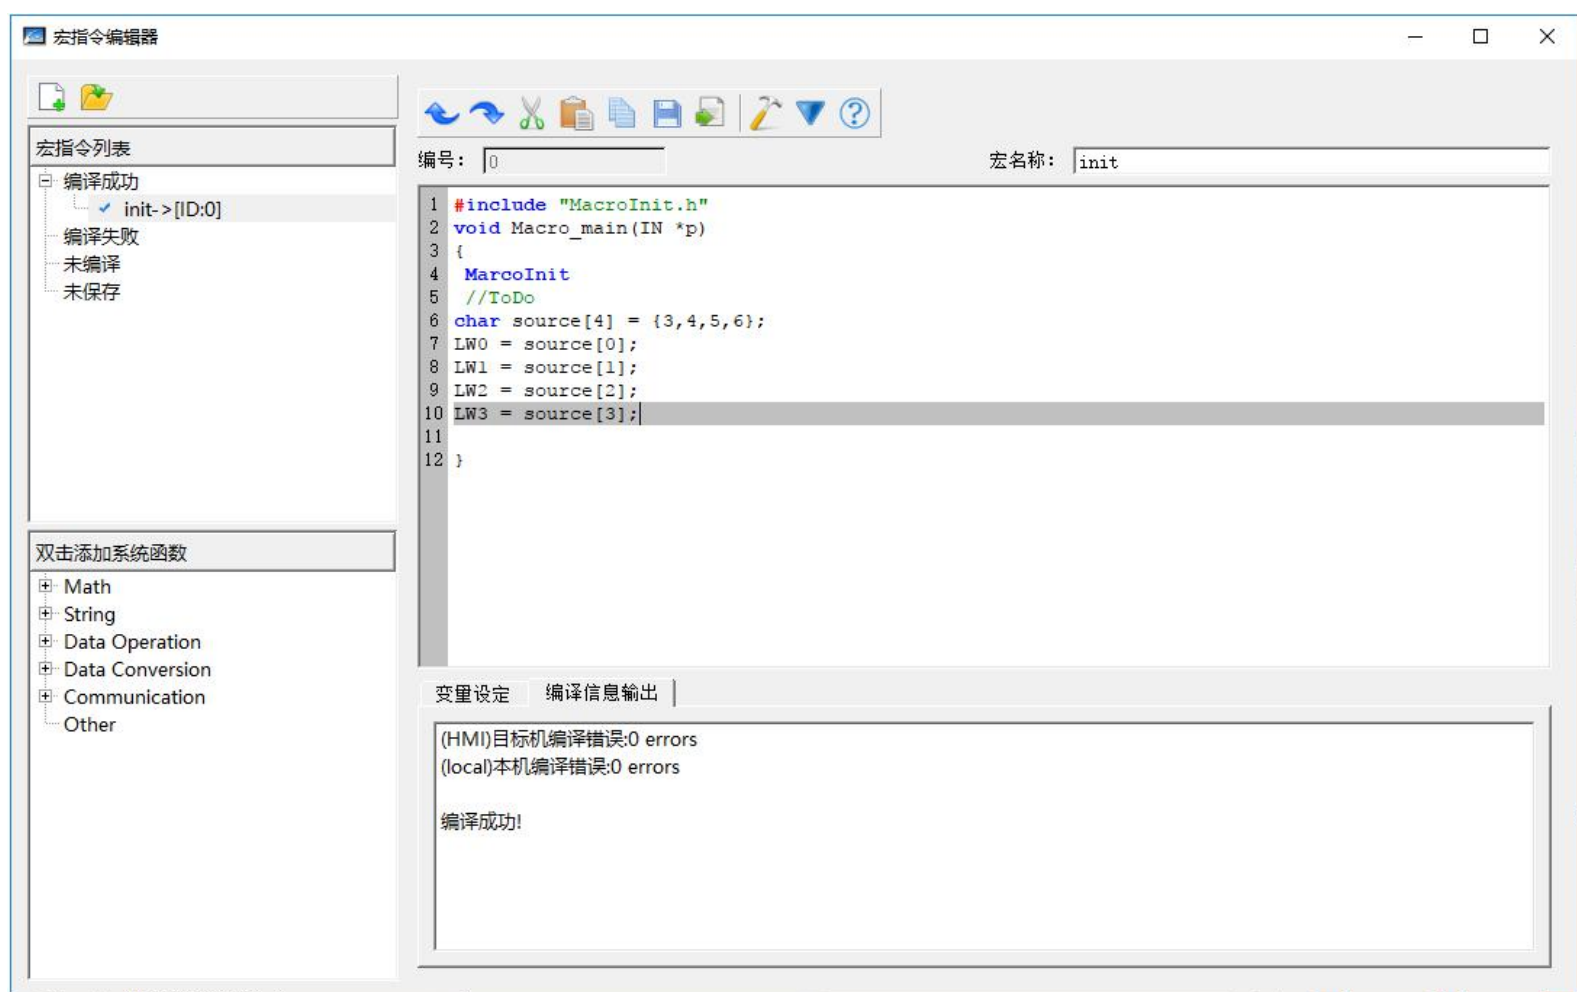 宏指令编辑器
宏指令列表
编译成功
init->[ID:0]
编译失败
未编译
未保存
双击添加系统函数
Math
String
Data Operation
Data Conversion
Communication
Other
编号: 0
宏名称: init
1 #include "MacroInit.h"
2 void Macro_main(IN *p)
3 {
4 MarcoInit
5 //ToDo
6 char source[4] = {3,4,5,6};
7 LW0 = source[0];
8 LW1 = source[1];
9 LW2 = source[2];
10 LW3 = source[3];
11
12 }
变量设定 编译信息输出
(HMI)目标机编译错误:0 errors
(local)本机编译错误:0 errors
编译成功!